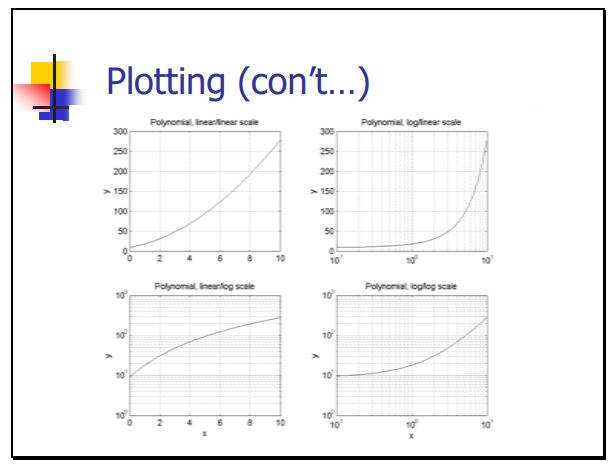 Plotting (con’t…)
Polynomial, linear/linear scale
300
250
200
150
100
50
0
y
0 2 4 6 8 10
Polynomial, log/linear scale
300
250
200
150
100
50
0
y
10⁻¹ 10⁰ 10¹
Polynomial, linear/log scale
10³
10²
10¹
10⁰
y
0 2 4 6 8 10
x
Polynomial, log/log scale
10³
10²
10¹
10⁰
y
10⁻¹ 10⁰ 10¹
x